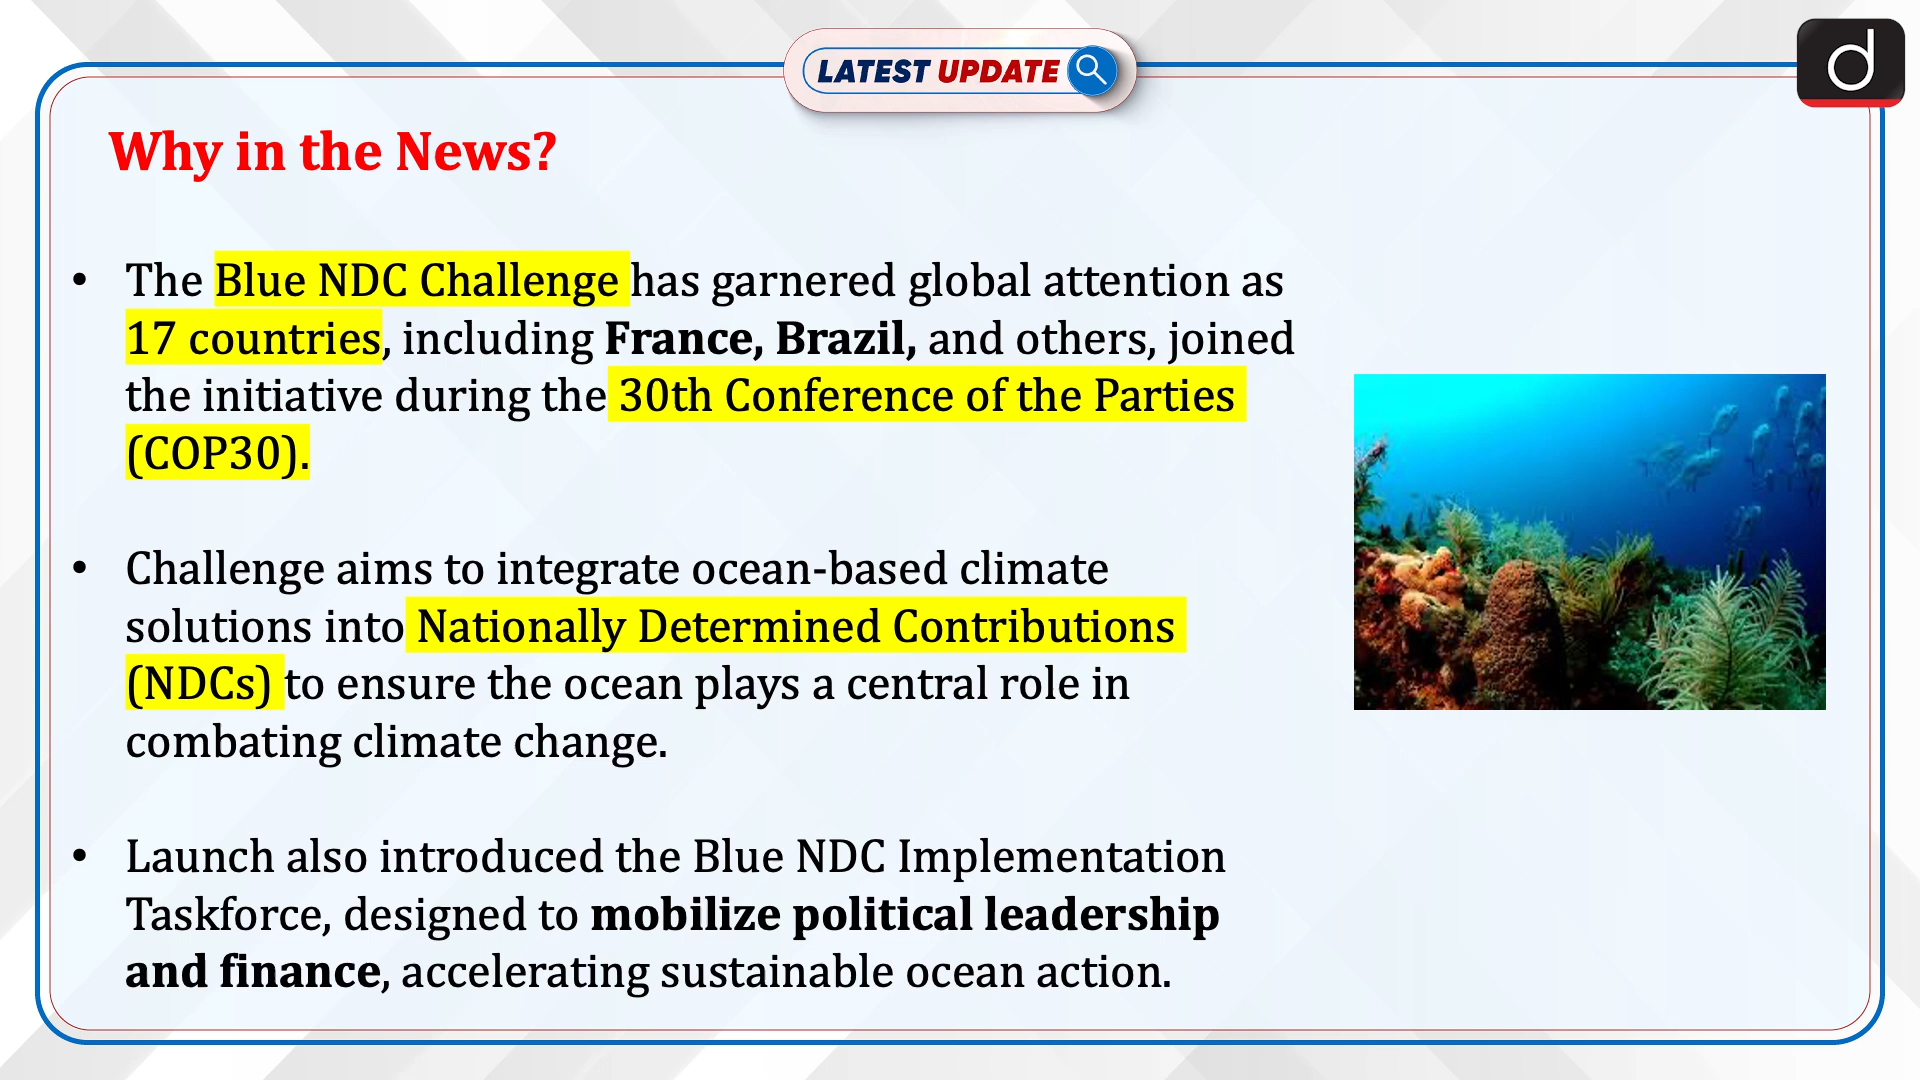 LATEST UPDATE
d
Why in the News?
• The Blue NDC Challenge has garnered global attention as
17 countries, including France, Brazil, and others, joined
the initiative during the 30th Conference of the Parties
(COP30).
• Challenge aims to integrate ocean-based climate
solutions into Nationally Determined Contributions
(NDCs) to ensure the ocean plays a central role in
combating climate change.
• Launch also introduced the Blue NDC Implementation
Taskforce, designed to mobilize political leadership
and finance, accelerating sustainable ocean action.